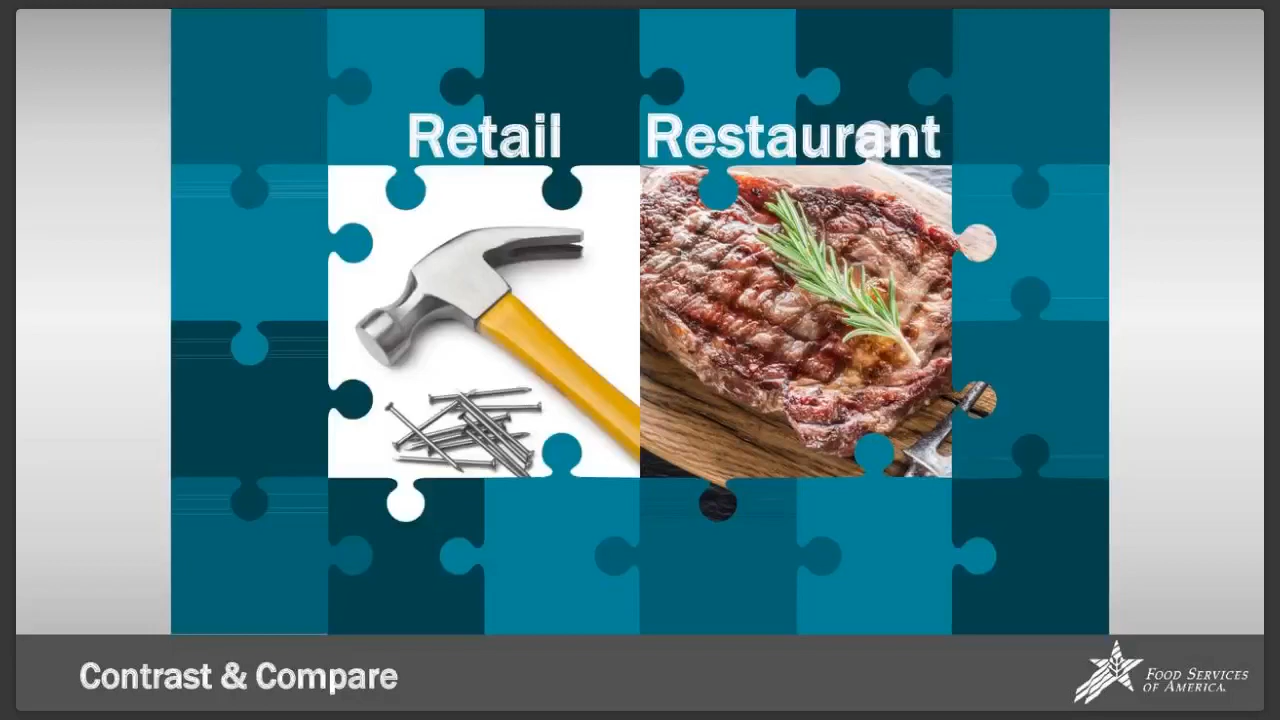 Retail
Restaurant
Contrast & Compare
FOOD SERVICES
OF AMERICA.